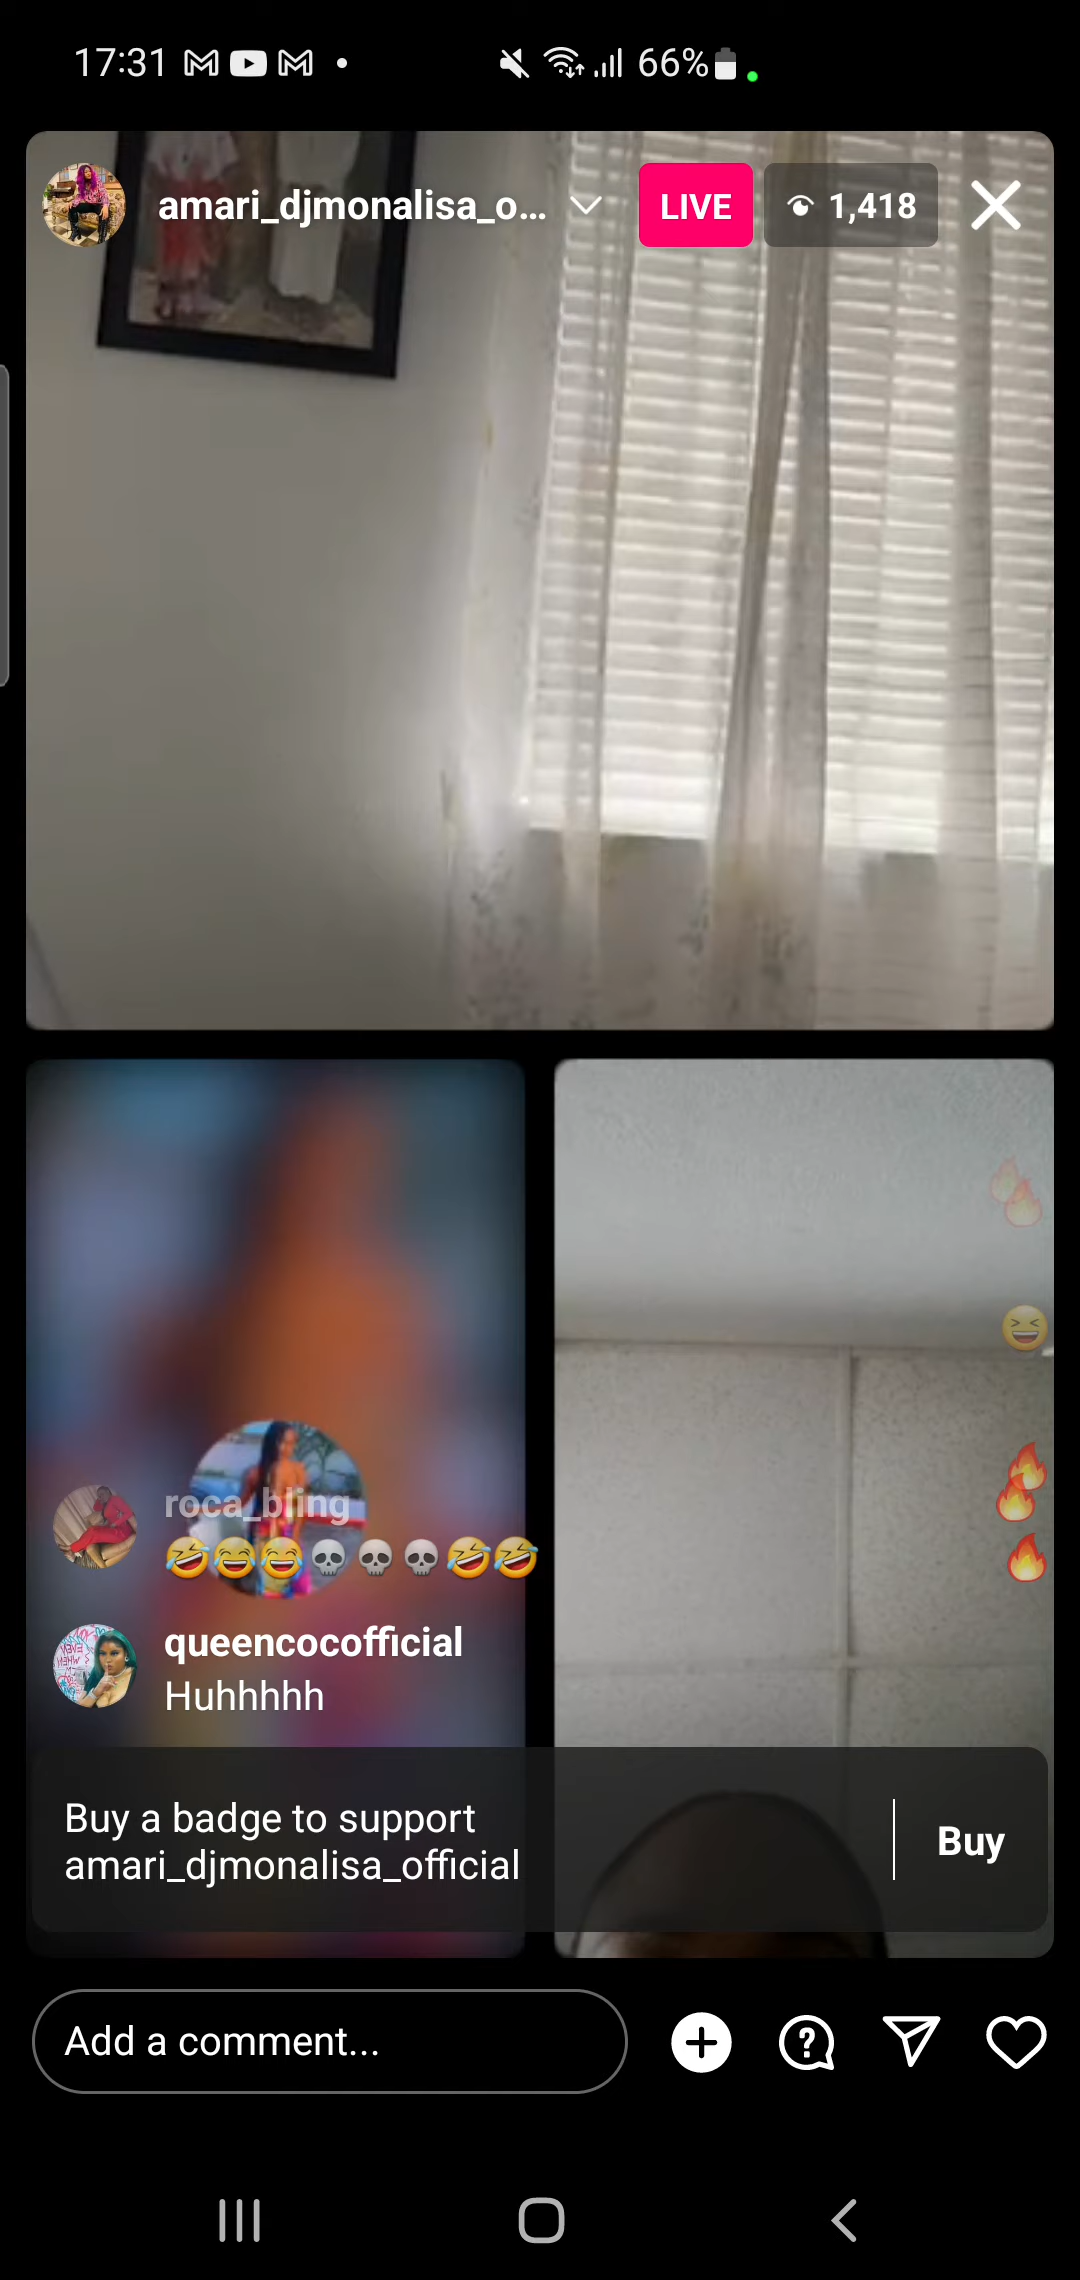 17:31
66%
amari_djmonalisa_o...
LIVE
1,418
roca_bling
🤣😂😂💀💀💀🤣🤣
queencocofficial
Huhhhhh
Buy a badge to support
amari_djmonalisa_official
Buy
Add a comment...